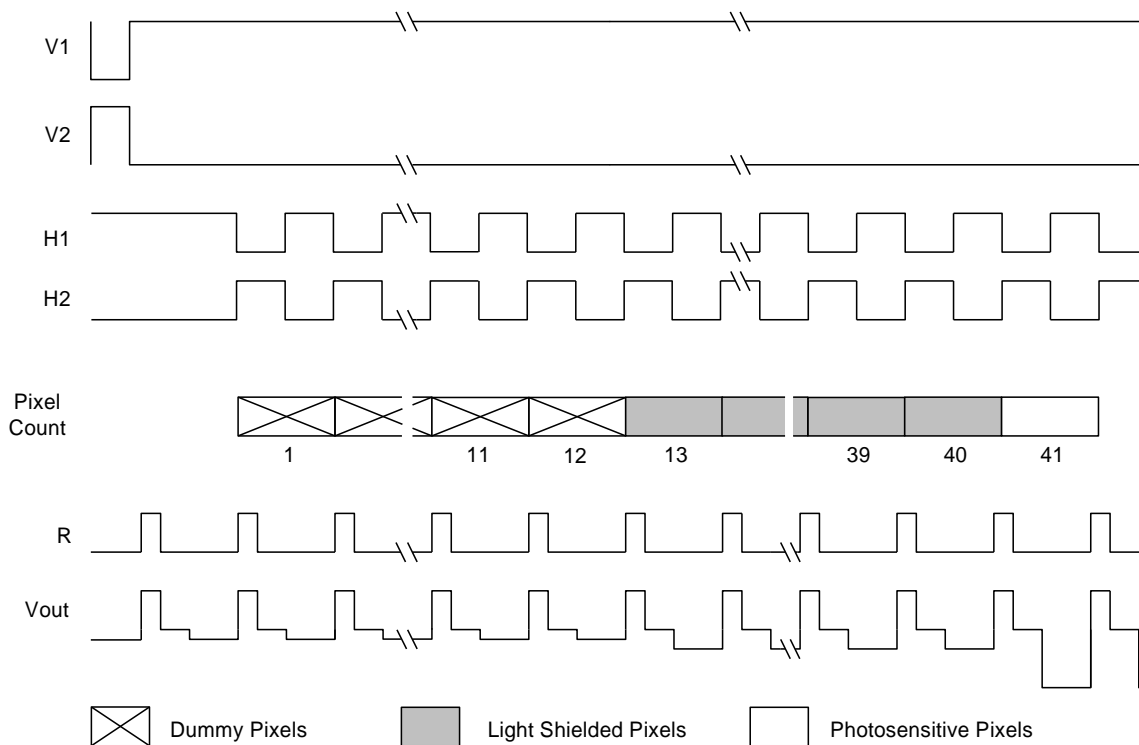 V1
V2
H1
H2
Pixel
Count
1 11 12 13 39 40 41
R
Vout
Dummy Pixels Light Shielded Pixels Photosensitive Pixels